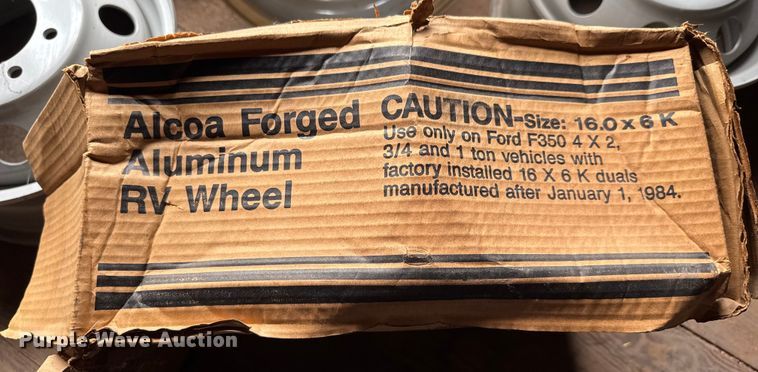 Alcoa Forged
Aluminum
RV Wheel
CAUTION-Size: 16.0 x 6 K
Use only on Ford F350 4 X 2,
3/4 and 1 ton vehicles with
factory installed 16 X 6 K duals
manufactured after January 1, 1984.
Purple Wave Auction